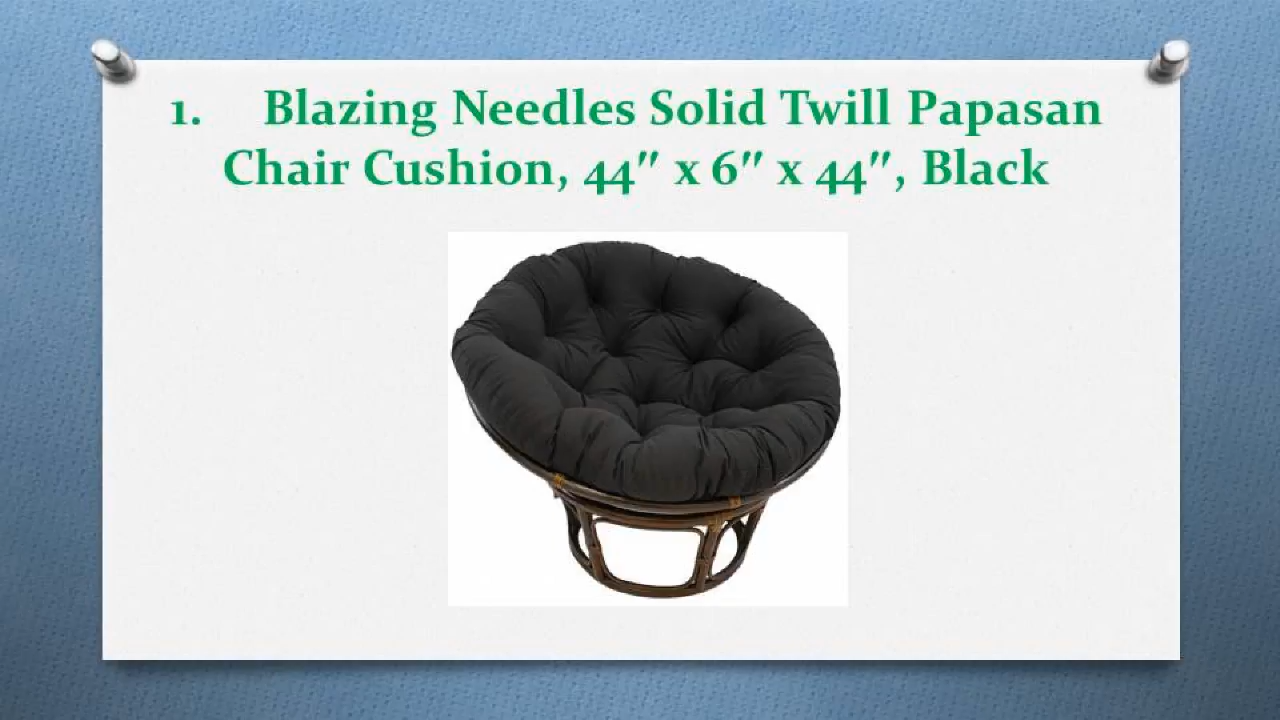 1. Blazing Needles Solid Twill Papasan
Chair Cushion, 44″ x 6″ x 44″, Black